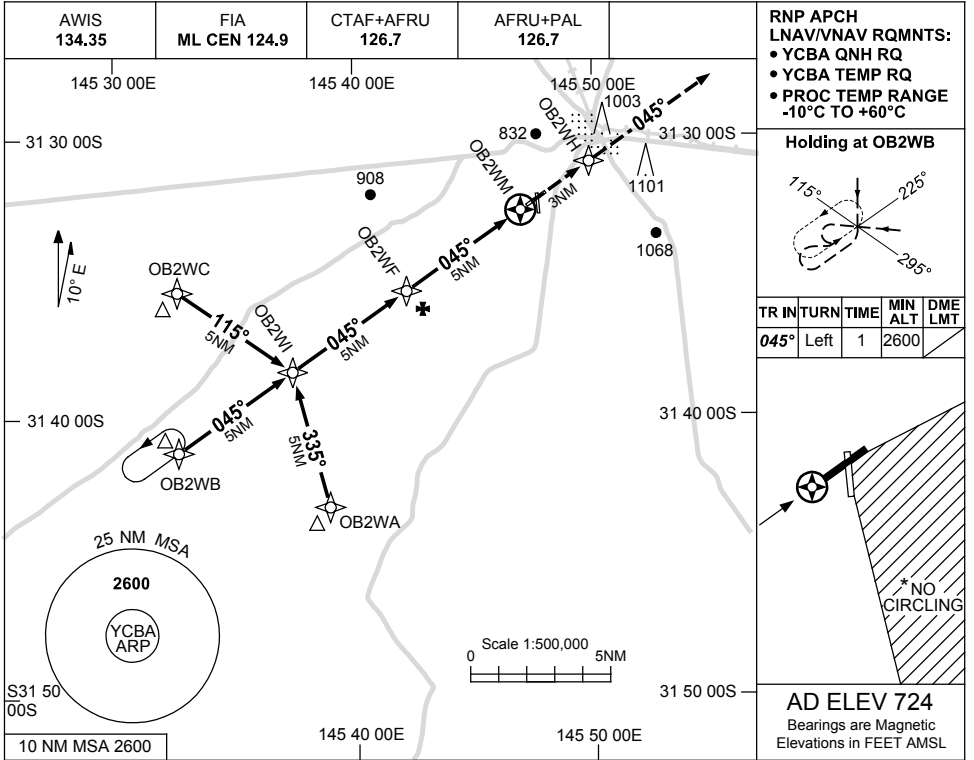 AWIS
134.35
FIA
ML CEN 124.9
CTAF+AFRU
126.7
AFRU+PAL
126.7
RNP APCH
LNAV/VNAV RQMNTS:
• YCBA QNH RQ
• YCBA TEMP RQ
• PROC TEMP RANGE
-10°C TO +60°C
145 30 00E
145 40 00E
145 50 00E
31 30 00S
31 30 00S
1003
045°
832
OB2WH
OB2WM
3NM
1101
908
1068
OB2WF
045°
5NM
10° E
OB2WC
115°
5NM
OB2WI
045°
5NM
31 40 00S
31 40 00S
045°
5NM
335°
5NM
OB2WB
OB2WA
25 NM MSA
2600
YCBA
ARP
Scale 1:500,000
0
5NM
S31 50
00S
31 50 00S
10 NM MSA 2600
145 40 00E
145 50 00E
Holding at OB2WB
115°
225°
295°
TR IN
TURN
TIME
MIN
ALT
DME
LMT
045°
Left
1
2600
*NO
CIRCLING
AD ELEV 724
Bearings are Magnetic
Elevations in FEET AMSL